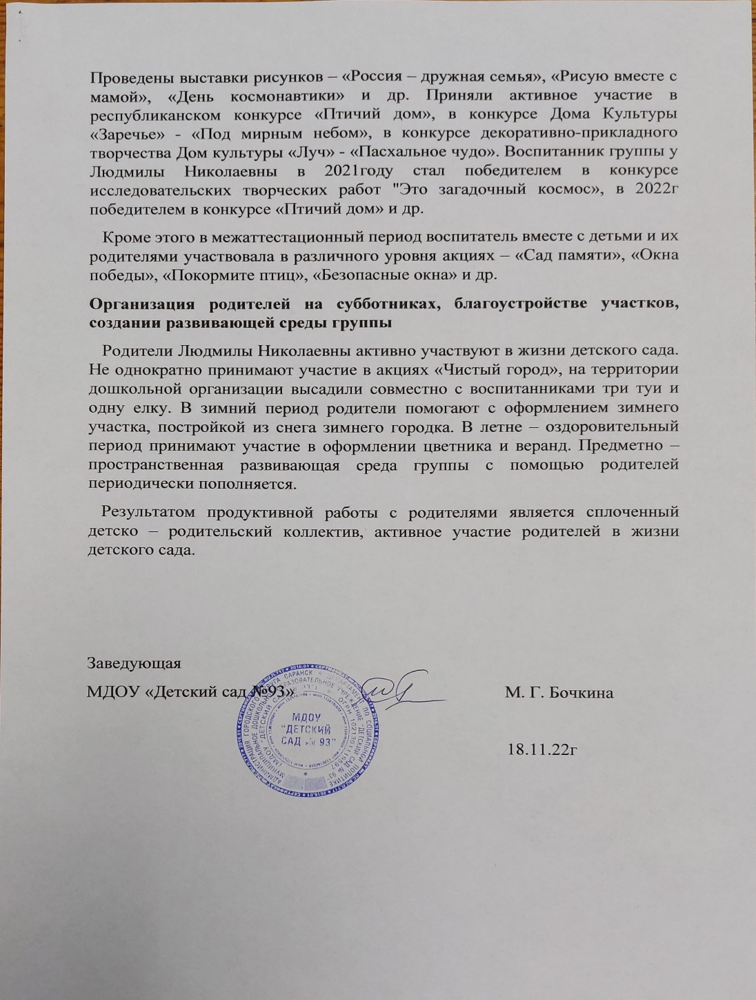 Проведены выставки рисунков – «Россия – дружная семья», «Рисую вместе с
мамой», «День космонавтики» и др. Приняли активное участие в
республиканском конкурсе «Птичий дом», в конкурсе Дома Культуры
«Заречье» - «Под мирным небом», в конкурсе декоративно-прикладного
творчества Дом культуры «Луч» - «Пасхальное чудо». Воспитанник группы у
Людмилы Николаевны в 2021году стал победителем в конкурсе
исследовательских творческих работ "Это загадочный космос», в 2022г
победителем в конкурсе «Птичий дом» и др.
Кроме этого в межаттестационный период воспитатель вместе с детьми и их
родителями участвовала в различного уровня акциях – «Сад памяти», «Окна
победы», «Покормите птиц», «Безопасные окна» и др.
Организация родителей на субботниках, благоустройстве участков,
создании развивающей среды группы
Родители Людмилы Николаевны активно участвуют в жизни детского сада.
Не однократно принимают участие в акциях «Чистый город», на территории
дошкольной организации высадили совместно с воспитанниками три туи и
одну елку. В зимний период родители помогают с оформлением зимнего
участка, постройкой из снега зимнего городка. В летне – оздоровительный
период принимают участие в оформлении цветника и веранд. Предметно –
пространственная развивающая среда группы с помощью родителей
периодически пополняется.
Результатом продуктивной работы с родителями является сплоченный
детско – родительский коллектив, активное участие родителей в жизни
детского сада.
Заведующая
МДОУ «Детский сад №93»
М. Г. Бочкина
18.11.22г
МДОУ
"ДЕТСКИЙ
САД № 93"